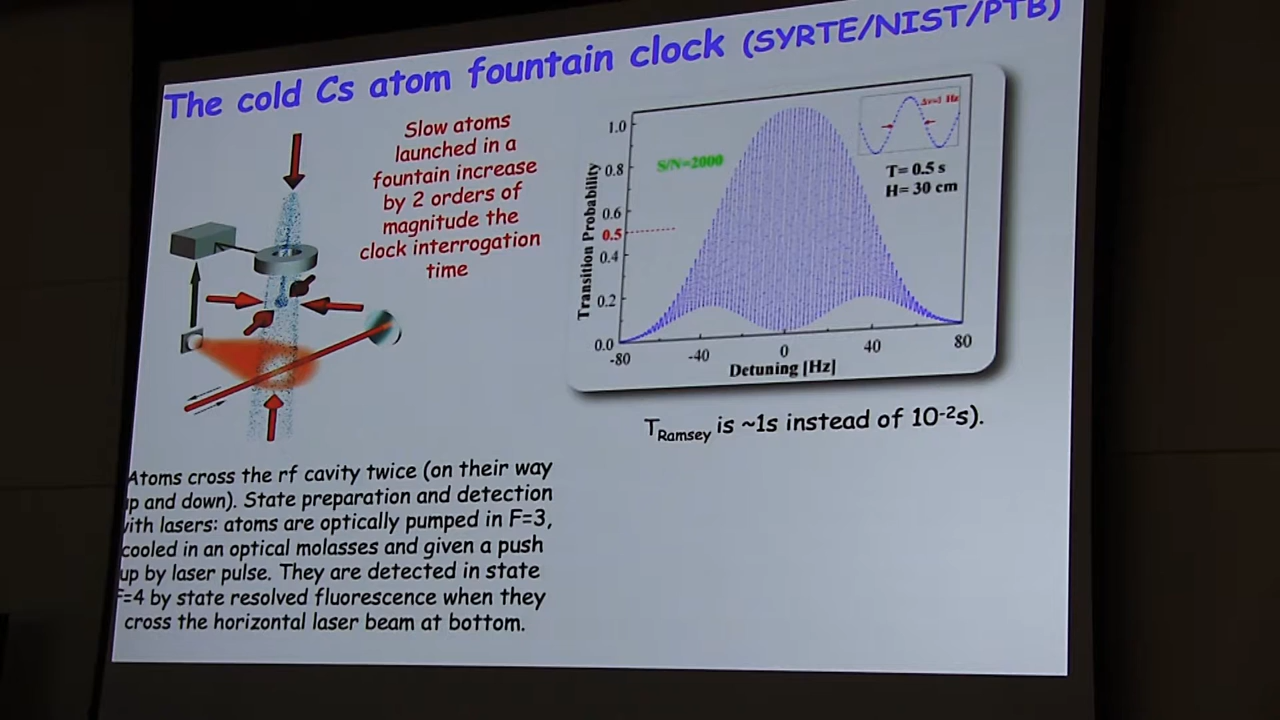 The cold Cs atom fountain clock (SYRTE/NIST/PTB)
Slow atoms
launched in a
fountain increase
by 2 orders of
magnitude the
clock interrogation
time
Transition Probability
1.0
0.8
0.6
0.5
0.4
0.2
0.0
S/N=2000
Δν=1 Hz
T= 0.5 s
H= 30 cm
-80
-40
0
40
80
Detuning [Hz]
T_Ramsey is ~1s instead of 10⁻²s).
Atoms cross the rf cavity twice (on their way
up and down). State preparation and detection
with lasers: atoms are optically pumped in F=3,
cooled in an optical molasses and given a push
up by laser pulse. They are detected in state
F=4 by state resolved fluorescence when they
cross the horizontal laser beam at bottom.